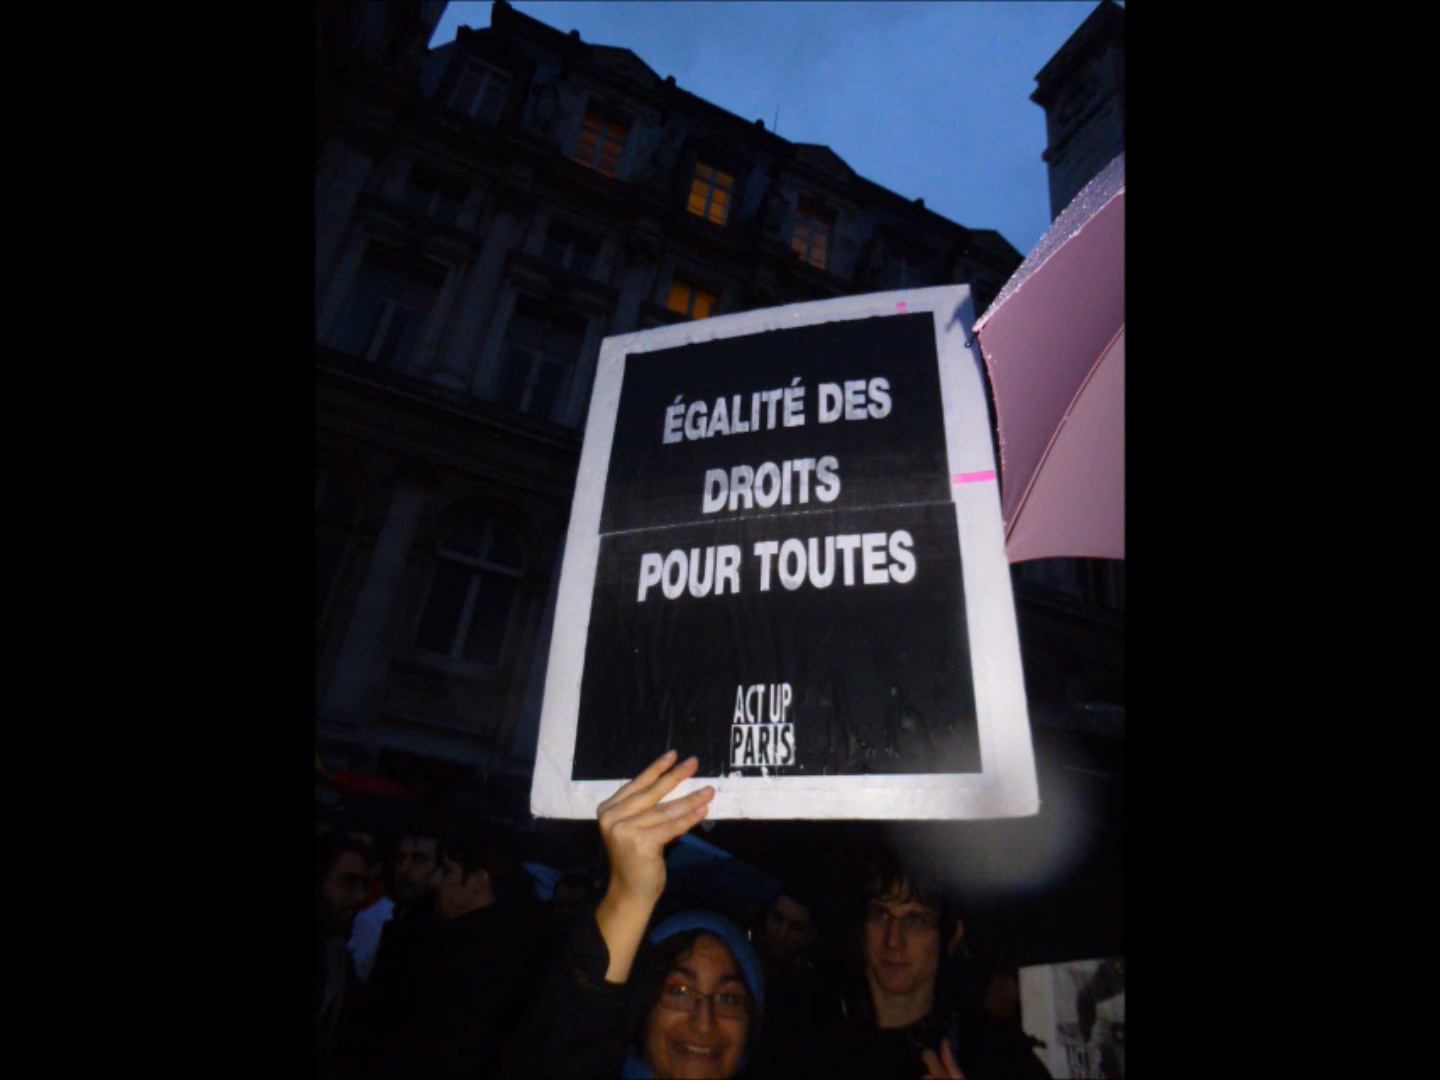 ÉGALITÉ DES
DROITS
POUR TOUTES
ACT UP
PARIS